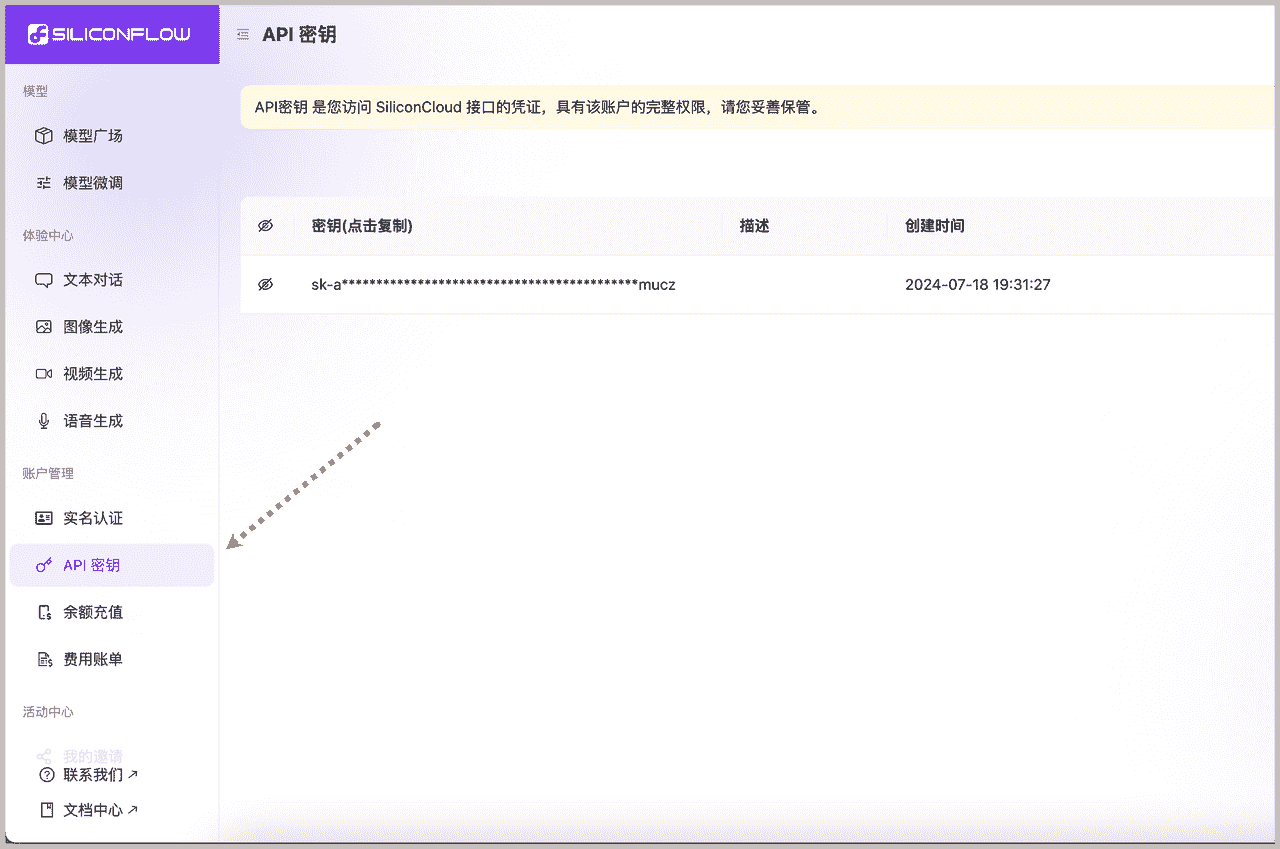 SILICONFLOW
API 密钥
模型
API密钥 是您访问 SiliconCloud 接口的凭证，具有该账户的完整权限，请您妥善保管。
模型广场
模型微调
密钥(点击复制) 描述 创建时间
体验中心
文本对话
sk-a*******************************************mucz 2024-07-18 19:31:27
图像生成
视频生成
语音生成
账户管理
实名认证
API 密钥
余额充值
费用账单
活动中心
我的邀请
联系我们
文档中心